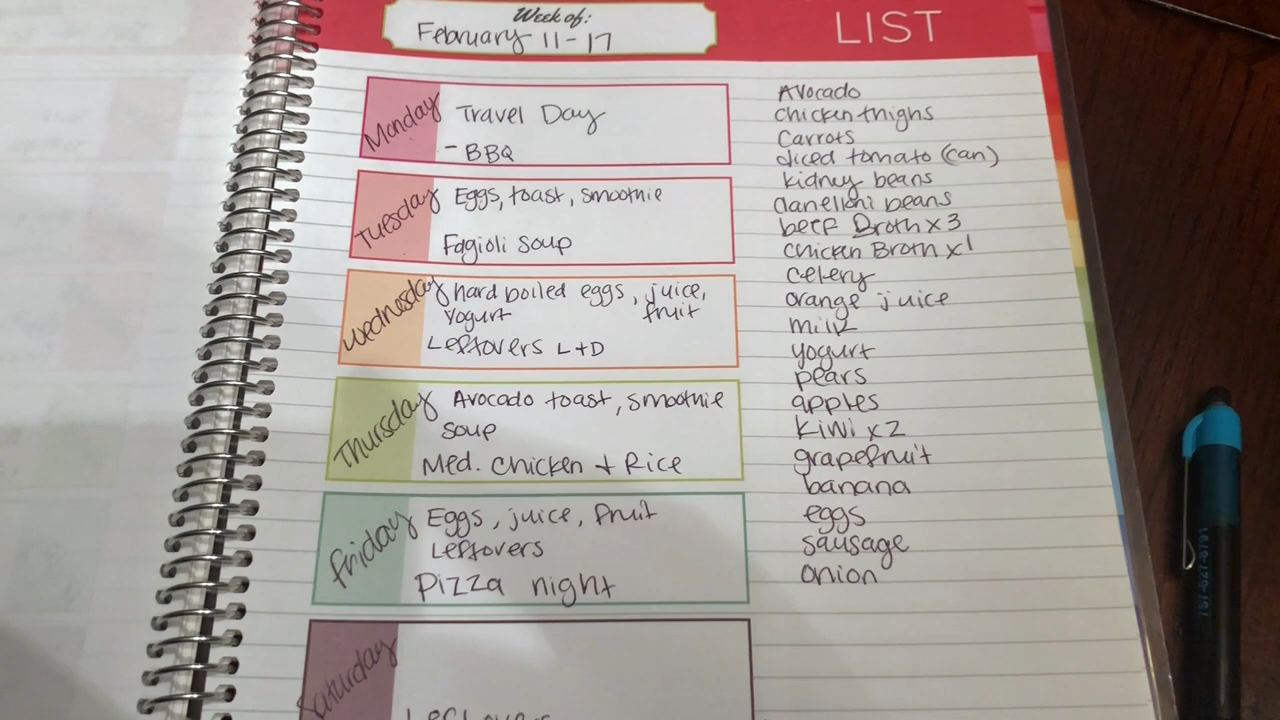 Week of:
February 11-17
LIST
Monday
Travel Day
- BBQ
Tuesday
Eggs, toast, smoothie
Fagioli Soup
Wednesday
hard boiled eggs, juice,
Yogurt fruit
Leftovers L+D
Thursday
Avocado toast, smoothie
soup
Med. Chicken + Rice
Friday
Eggs, juice, fruit
Leftovers
Pizza night
Saturday
Leftovers
Avocado
chicken thighs
Carrots
diced tomato (can)
kidney beans
beans
beef Broth x3
Chicken Broth x1
Celery
orange juice
milk
yogurt
pears
apples
Kiwi x2
grapefruit
banana
eggs
sausage
onion